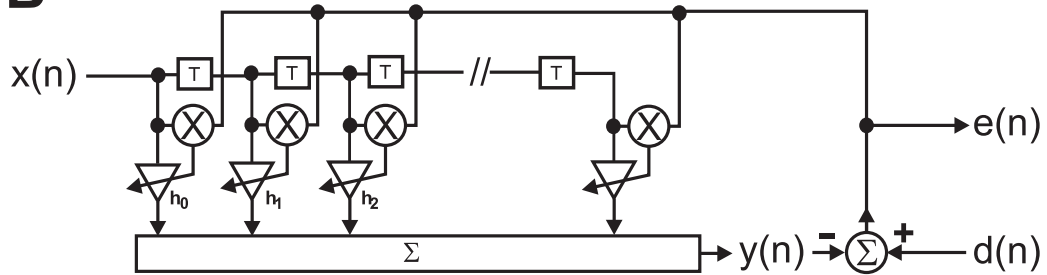 x(n) T T T // T
X X X X
e(n)
h0 h1 h2
Σ y(n) - Σ + d(n)